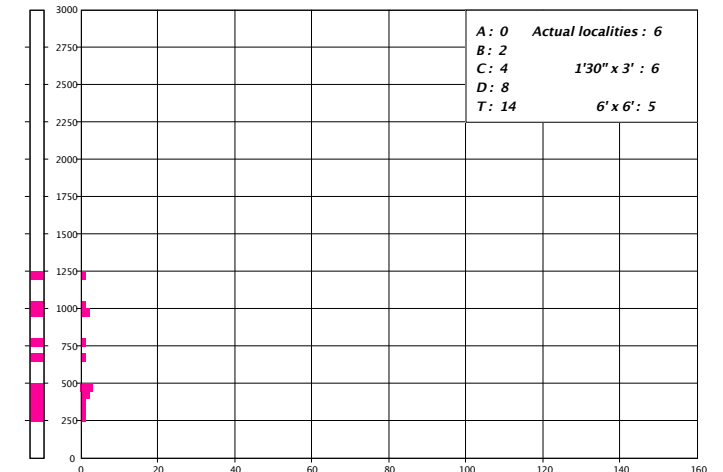 3000
2750
2500
2250
2000
1750
1500
1250
1000
750
500
250
0
A : 0 Actual localities : 6
B : 2
C : 4 1'30" x 3' : 6
D : 8
T : 14 6' x 6' : 5
0 20 40 60 80 100 120 140 160